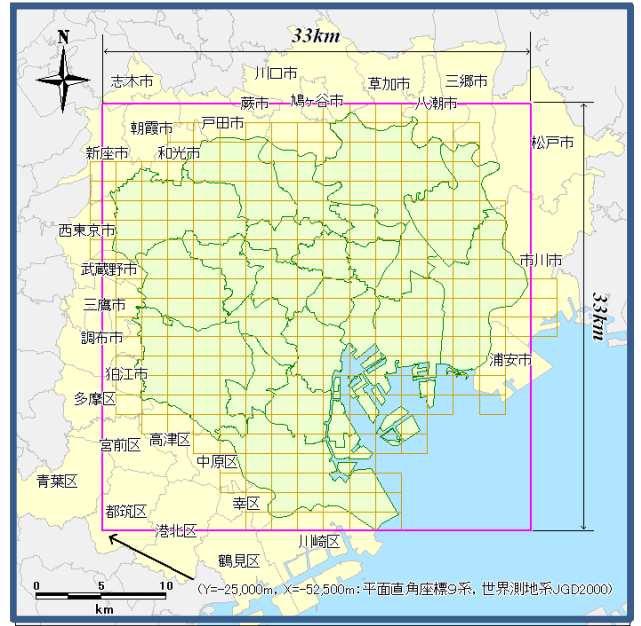 33km
N
志木市
川口市
草加市
三郷市
蕨市
鳩ヶ谷市
八潮市
朝霞市
戸田市
松戸市
新座市
和光市
西東京市
市川市
武蔵野市
三鷹市
33km
調布市
浦安市
狛江市
多摩区
宮前区
高津区
中原区
青葉区
幸区
都筑区
港北区
川崎区
鶴見区
0 5 10
km
(Y=-25,000m, X=-52,500m:平面直角座標9系, 世界測地系JGD2000)